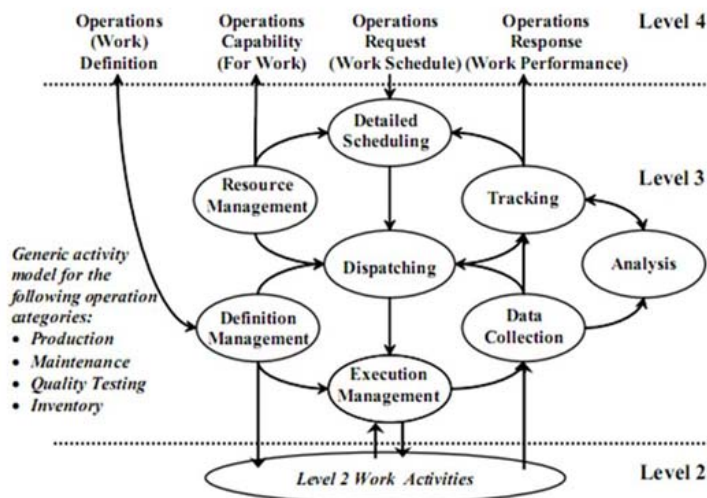 Operations
(Work)
Definition
Operations
Capability
(For Work)
Operations
Request
(Work Schedule)
Operations
Response
(Work Performance)
Level 4
Detailed
Scheduling
Level 3
Resource
Management
Tracking
Dispatching
Analysis
Generic activity
model for the
following operation
categories:
• Production
• Maintenance
• Quality Testing
• Inventory
Definition
Management
Data
Collection
Execution
Management
Level 2 Work Activities
Level 2